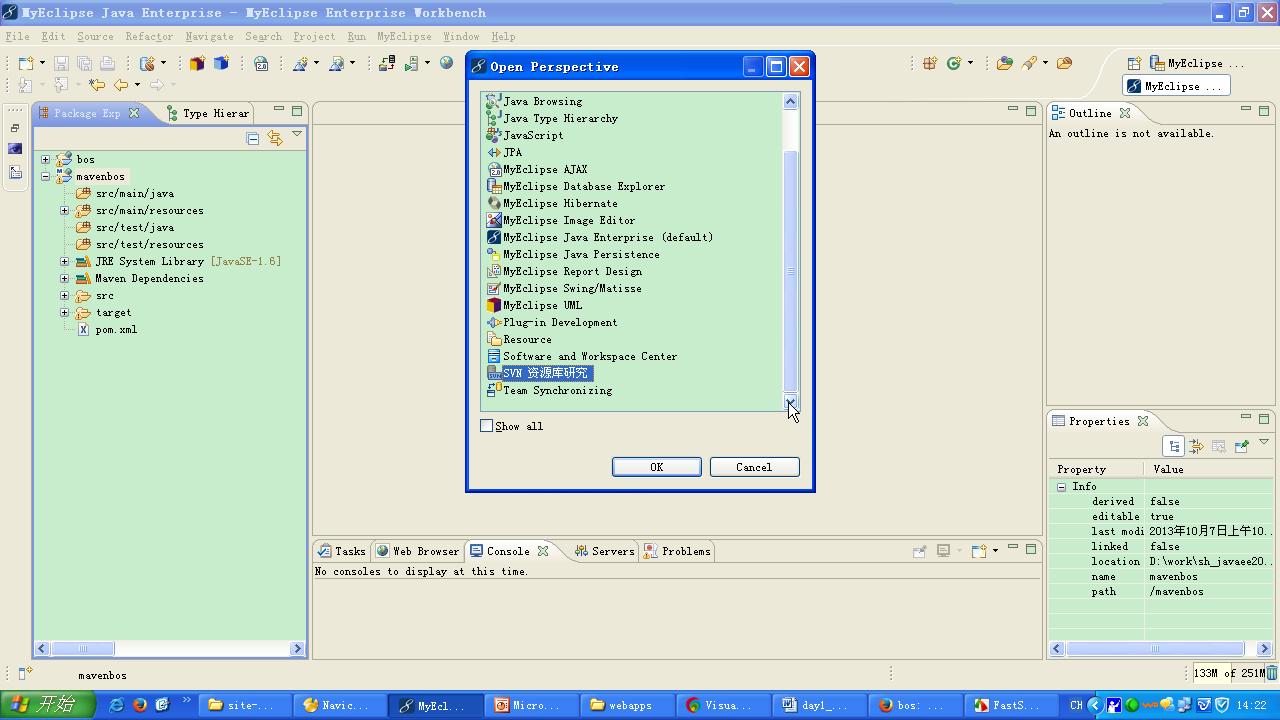 MyEclipse Java Enterprise - MyEclipse Enterprise Workbench
File Edit Source Refactor Navigate Search Project Run MyEclipse Window Help
MyEclipse ...
MyEclipse ...
Package Exp
Type Hierar
bos
mavenbos
src/main/java
src/main/resources
src/test/java
src/test/resources
JRE System Library [JavaSE-1.6]
Maven Dependencies
src
target
pom.xml
Open Perspective
Java Browsing
Java Type Hierarchy
JavaScript
JPA
MyEclipse AJAX
MyEclipse Database Explorer
MyEclipse Hibernate
MyEclipse Image Editor
MyEclipse Java Enterprise (default)
MyEclipse Java Persistence
MyEclipse Report Design
MyEclipse Swing/Matisse
MyEclipse UML
Plug-in Development
Resource
Software and Workspace Center
SVN 资源库研究
Team Synchronizing
Show all
OK Cancel
Outline
An outline is not available.
Properties
Property Value
Info
derived false
editable true
last modi 2013年10月7日上午10...
linked false
location D:\work\sh_javaee20...
name mavenbos
path /mavenbos
Tasks Web Browser Console Servers Problems
No consoles to display at this time.
mavenbos
133M of 251M
开始 site-... Navic... MyEcl... Micro... webapps Visua... day1_... bos: ... FastS... CH 14:22